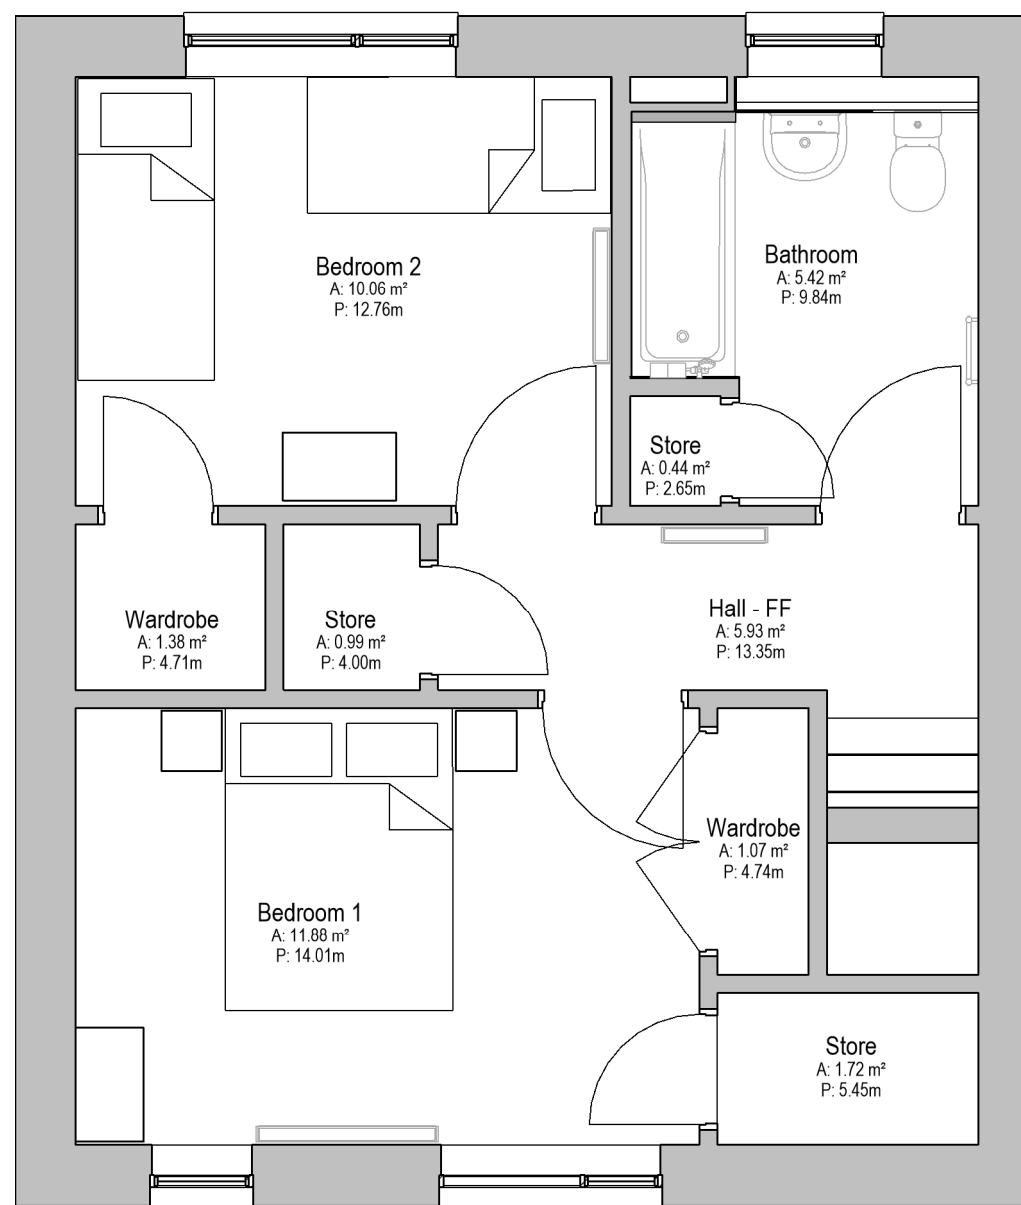 Bedroom 2
A: 10.06 m²
P: 12.76m
Bathroom
A: 5.42 m²
P: 9.84m
Store
A: 0.44 m²
P: 2.65m
Wardrobe
A: 1.38 m²
P: 4.71m
Store
A: 0.99 m²
P: 4.00m
Hall - FF
A: 5.93 m²
P: 13.35m
Wardrobe
A: 1.07 m²
P: 4.74m
Bedroom 1
A: 11.88 m²
P: 14.01m
Store
A: 1.72 m²
P: 5.45m